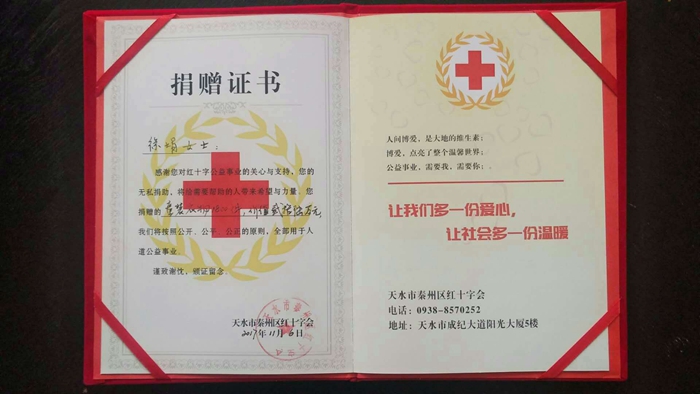 捐赠证书
徐娟女士：
感谢您对红十字公益事业的关心与支持，您的
无私捐助，将给需要帮助的人带来希望与力量。您
捐赠的
我们将按照公开、公平、公正的原则，全部用于人
道公益事业。
谨致谢忱，颁证留念。
天水市秦州区红十字会
2017年11月6日
人间博爱，是大地的维生素；
博爱，点亮了整个温馨世界；
公益事业，需要我，需要你；
让我们多一份爱心，
让社会多一份温暖
天水市秦州区红十字会
电话：0938-8570252
地址：天水市成纪大道阳光大厦5楼